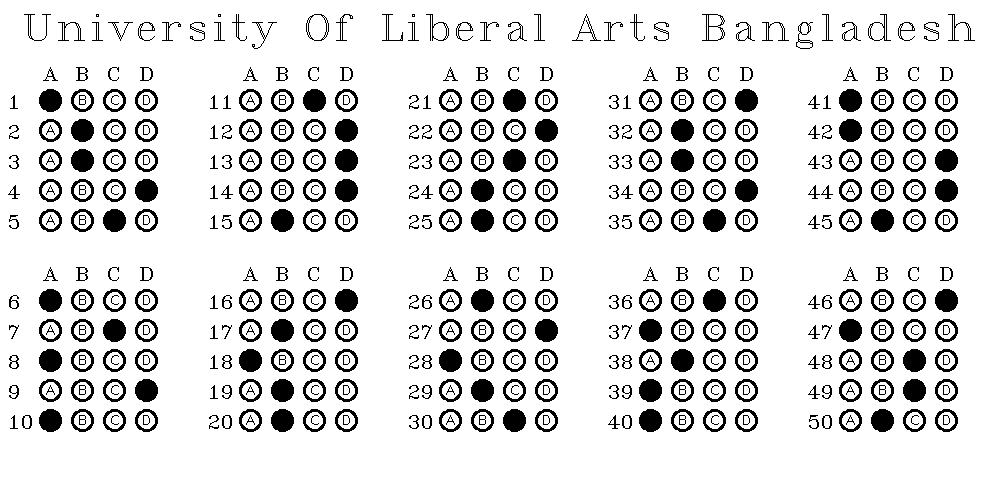 University Of Liberal Arts Bangladesh
A B C D A B C D A B C D A B C D A B C D
1 B C D 11 A B D 21 A B D 31 A B C 41 B C D
2 A C D 12 A B C 22 A B C 32 A C D 42 B C D
3 A C D 13 A B C 23 A B D 33 A C D 43 A B C
4 A B C 14 A B C 24 A C D 34 A B C 44 A B C
5 A B D 15 A C D 25 A C D 35 A B D 45 A C D
A B C D A B C D A B C D A B C D A B C D
6 B C D 16 A B C 26 A C D 36 A B D 46 A B C
7 A B D 17 A C D 27 A B C 37 B C D 47 B C D
8 B C D 18 B C D 28 B C D 38 A C D 48 A B D
9 A B C 19 A C D 29 A C D 39 B C D 49 A B D
10 B C D 20 A C D 30 A B D 40 B C D 50 A C D